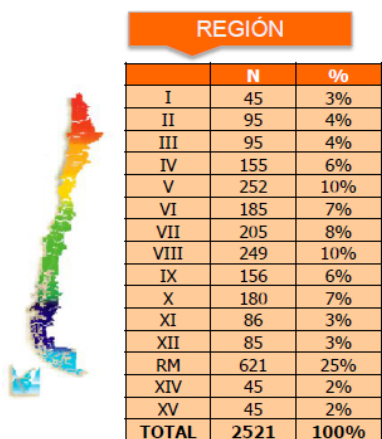 REGIÓN
N %
I 45 3%
II 95 4%
III 95 4%
IV 155 6%
V 252 10%
VI 185 7%
VII 205 8%
VIII 249 10%
IX 156 6%
X 180 7%
XI 86 3%
XII 85 3%
RM 621 25%
XIV 45 2%
XV 45 2%
TOTAL 2521 100%